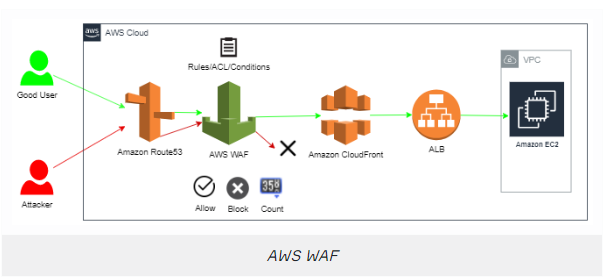 aws
AWS Cloud
Rules/ACL/Conditions
VPC
Good User
Amazon Route53
AWS WAF
Amazon CloudFront
ALB
Amazon EC2
Attacker
Allow
Block
Count
AWS WAF